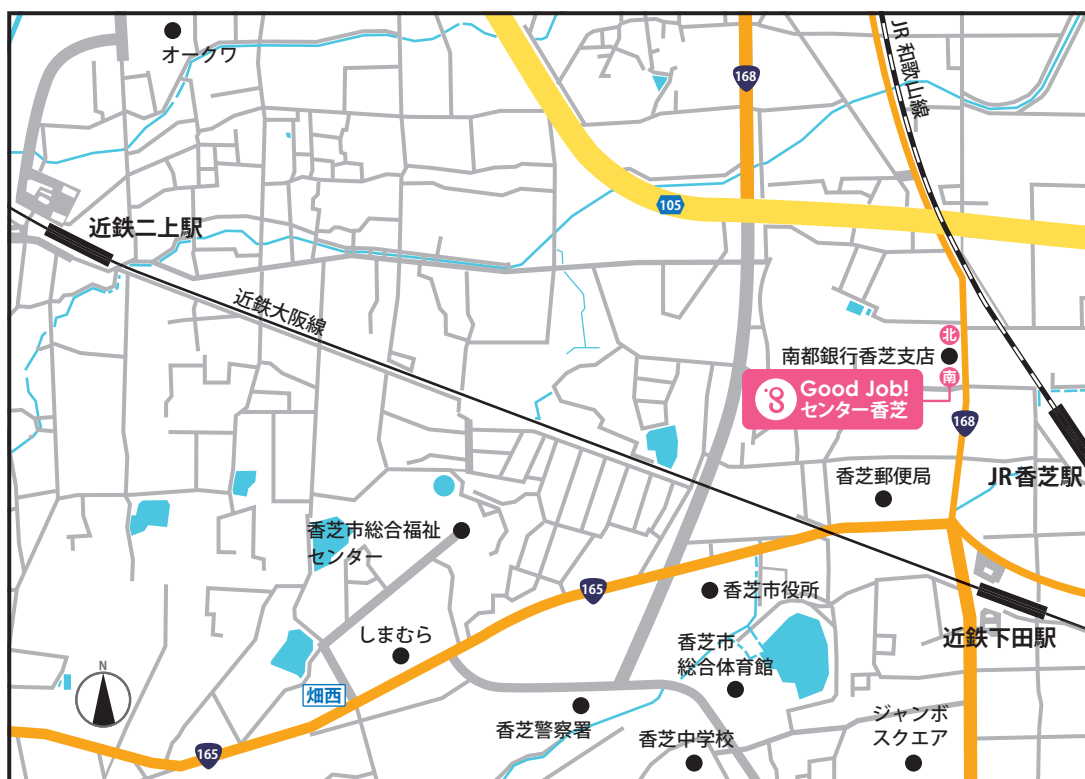 オークワ
168
JR 和歌山線
105
近鉄二上駅
近鉄大阪線
北
南都銀行香芝支店
南
Good Job!
センター香芝
168
香芝郵便局
JR香芝駅
香芝市総合福祉
センター
165
香芝市役所
しまむら
香芝市
総合体育館
近鉄下田駅
N
畑西
香芝警察署
香芝中学校
ジャンボ
スクエア
165